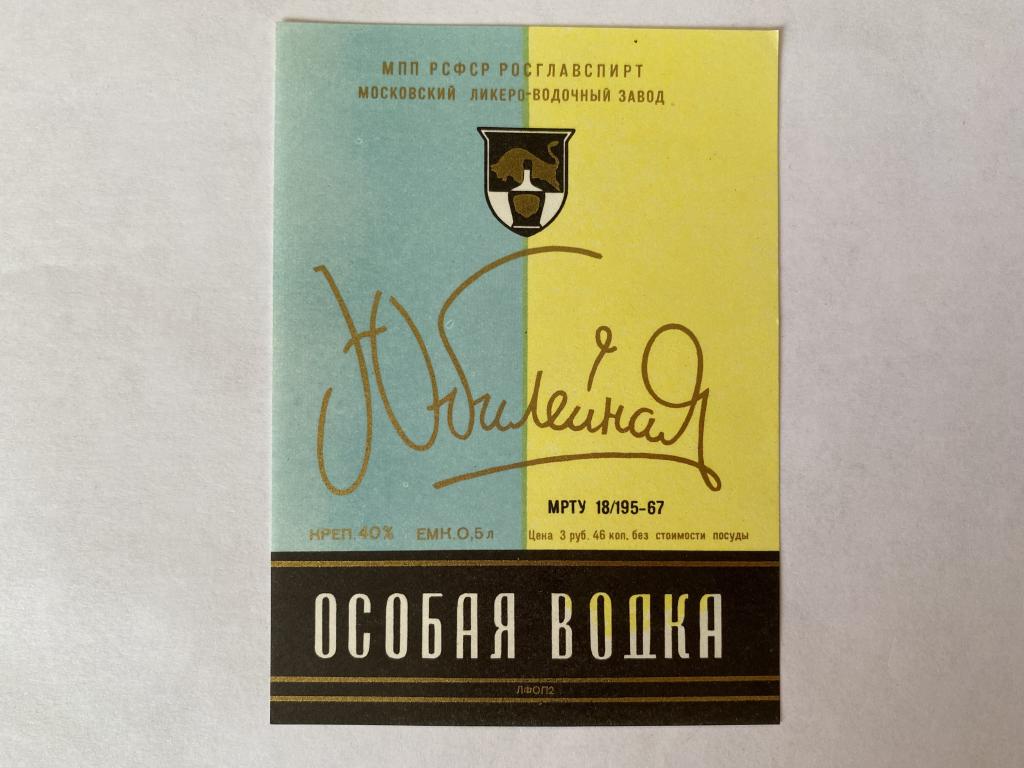 МПП РСФСР РОСГЛАВСПИРТ
МОСКОВСКИЙ ЛИКЕРО-ВОДОЧНЫЙ ЗАВОД
Юбилейная
МРТУ 18/195-67
КРЕП. 40% ЕМК. 0,5 л Цена 3 руб. 46 коп. без стоимости посуды
ОСОБАЯ ВОДКА
ЛФОП2